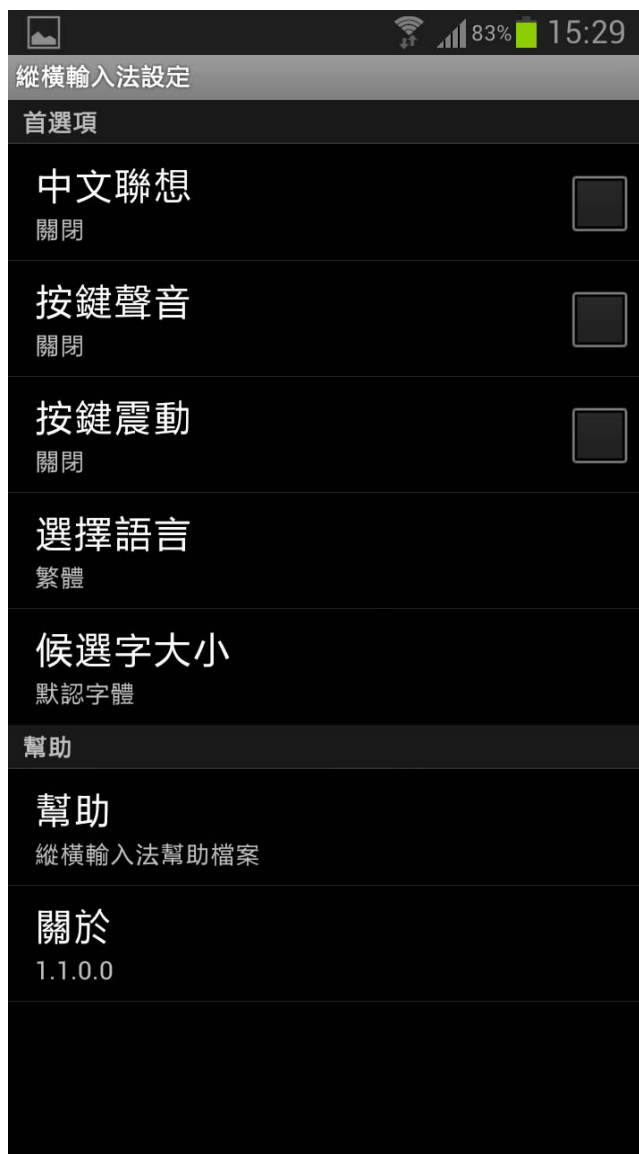 83% 15:29
縱橫輸入法設定
首選項
中文聯想
關閉
按鍵聲音
關閉
按鍵震動
關閉
選擇語言
繁體
候選字大小
默認字體
幫助
幫助
縱橫輸入法幫助檔案
關於
1.1.0.0